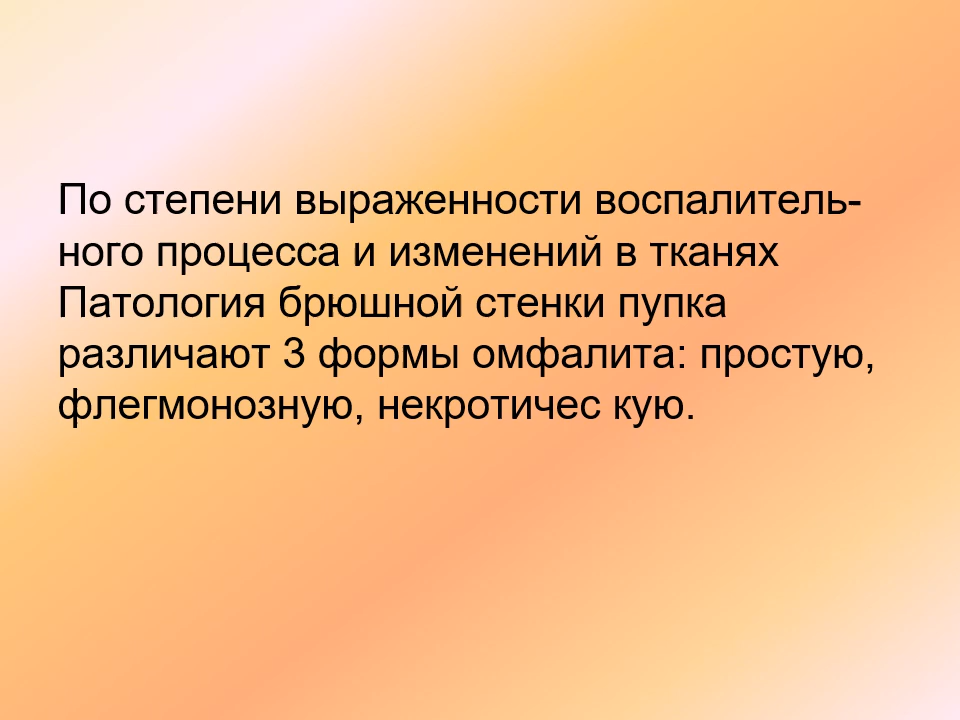 По степени выраженности воспалитель-
ного процесса и изменений в тканях
Патология брюшной стенки пупка
различают 3 формы омфалита: простую,
флегмонозную, некротичес кую.